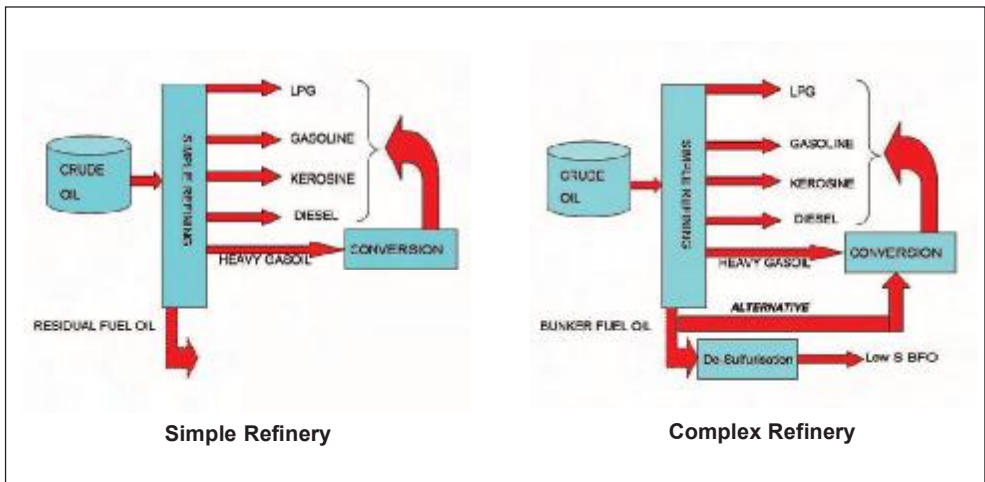 LPG
GASOLINE
KEROSINE
DIESEL
SIMPLE REFINING
CRUDE
OIL
HEAVY GASOIL
CONVERSION
RESIDUAL FUEL OIL
Simple Refinery
LPG
GASOLINE
KEROSINE
DIESEL
SIMPLE REFINING
CRUDE
OIL
HEAVY GASOIL
CONVERSION
ALTERNATIVE
BUNKER FUEL OIL
De-Sulfurisation
Low S BFO
Complex Refinery